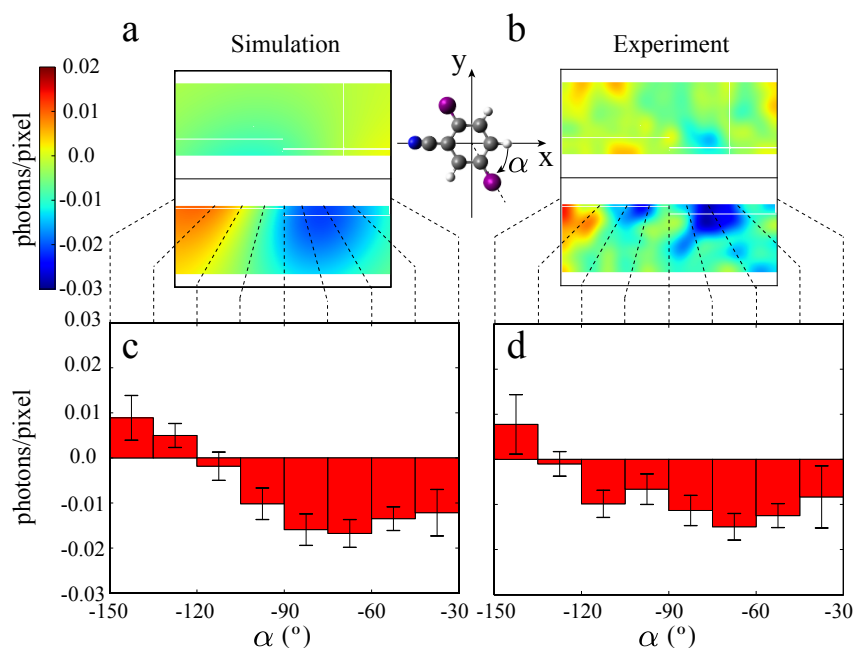 a
Simulation
b
Experiment
0.02
0.01
0.0
-0.01
-0.02
-0.03
photons/pixel
y
x
α
c
0.03
0.02
0.01
0.0
-0.01
-0.02
-0.03
photons/pixel
-150 -120 -90 -60 -30
α (°)
d
-150 -120 -90 -60 -30
α (°)